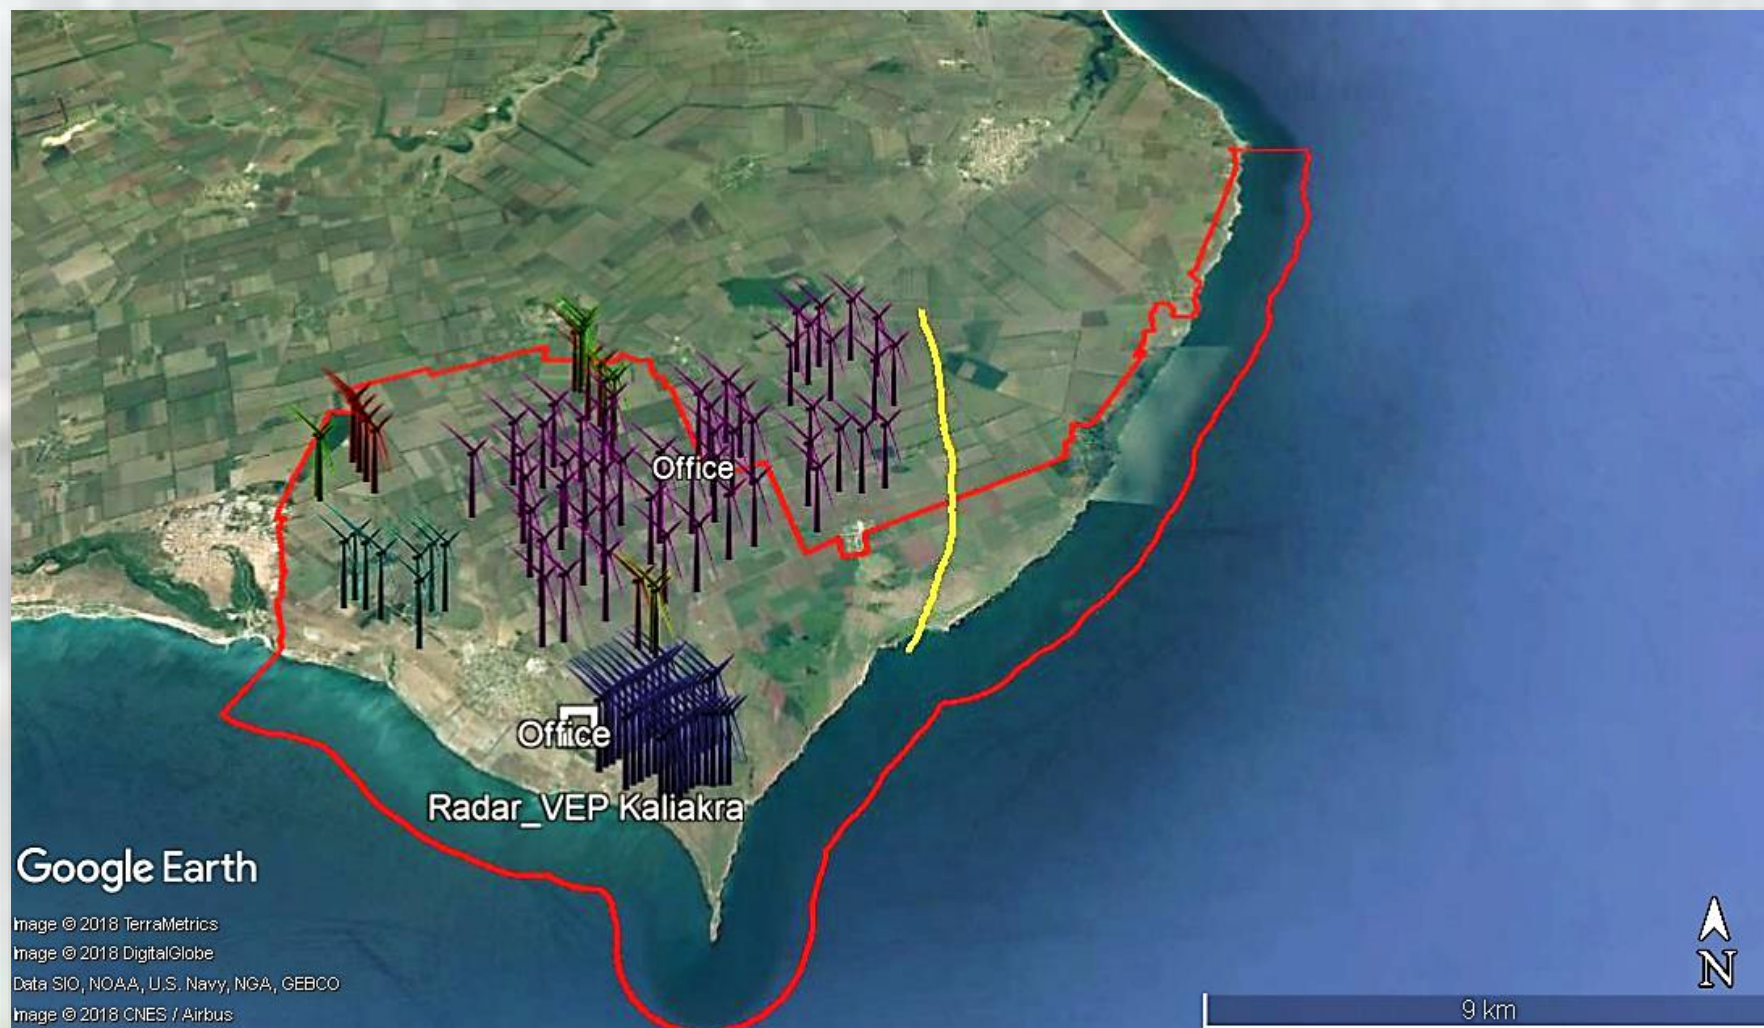 Office
Office
Radar_VEP Kaliakra
Google Earth
Image © 2018 TerraMetrics
Image © 2018 DigitalGlobe
Data SIO, NOAA, U.S. Navy, NGA, GEBCO
Image © 2018 CNES / Airbus
N
9 km